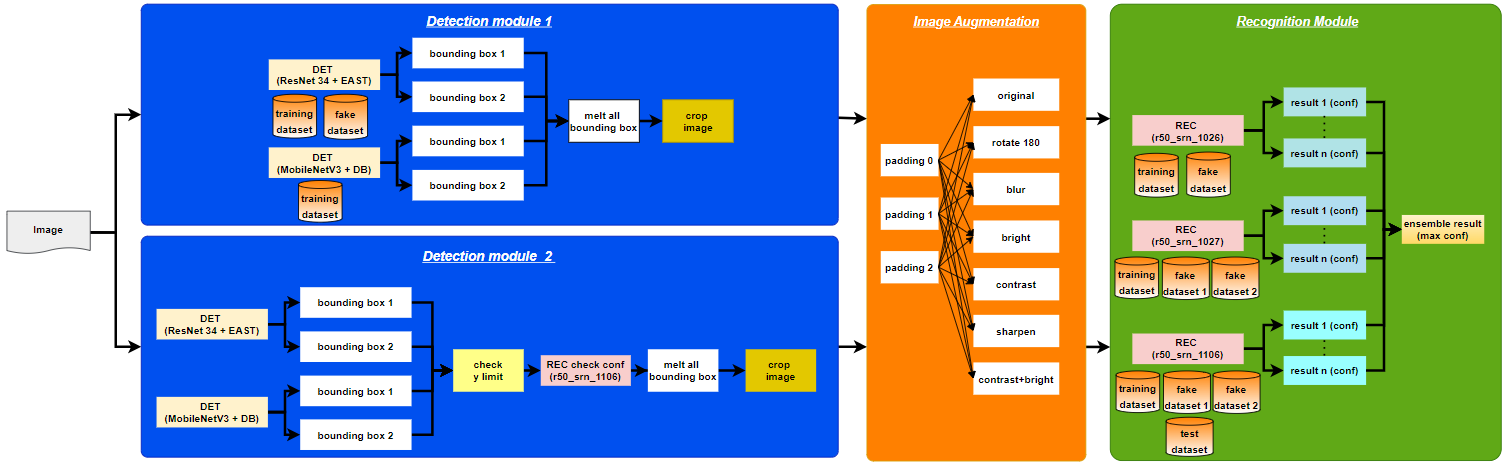 Image
Detection module 1
DET
(ResNet 34 + EAST)
training
dataset
fake
dataset
DET
(MobileNetV3 + DB)
training
dataset
bounding box 1
bounding box 2
bounding box 1
bounding box 2
melt all
bounding box
crop
image
Detection module 2
DET
(ResNet 34 + EAST)
DET
(MobileNetV3 + DB)
bounding box 1
bounding box 2
bounding box 1
bounding box 2
check
y limit
REC check conf
(r50_srn_1106)
melt all
bounding box
crop
image
Image Augmentation
padding 0
padding 1
padding 2
original
rotate 180
blur
bright
contrast
sharpen
contrast+bright
Recognition Module
REC
(r50_srn_1026)
training
dataset
fake
dataset
result 1 (conf)
result n (conf)
REC
(r50_srn_1027)
training
dataset
fake
dataset 1
fake
dataset 2
result 1 (conf)
result n (conf)
REC
(r50_srn_1106)
training
dataset
fake
dataset 1
fake
dataset 2
test
dataset
result 1 (conf)
result n (conf)
ensemble result
(max conf)